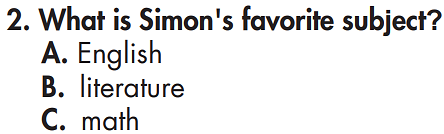 2. What is Simon's favorite subject?
A. English
B. literature
C. math